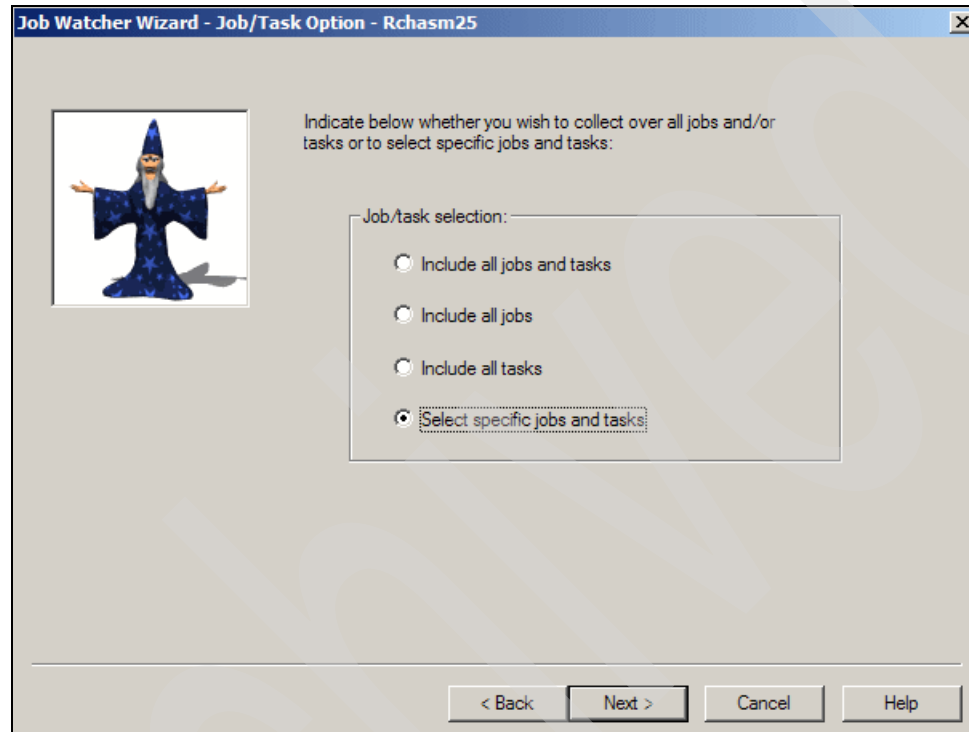 Job Watcher Wizard - Job/Task Option - Rchasm25
Indicate below whether you wish to collect over all jobs and/or
tasks or to select specific jobs and tasks:
Job/task selection:
Include all jobs and tasks
Include all jobs
Include all tasks
Select specific jobs and tasks
< Back Next > Cancel Help